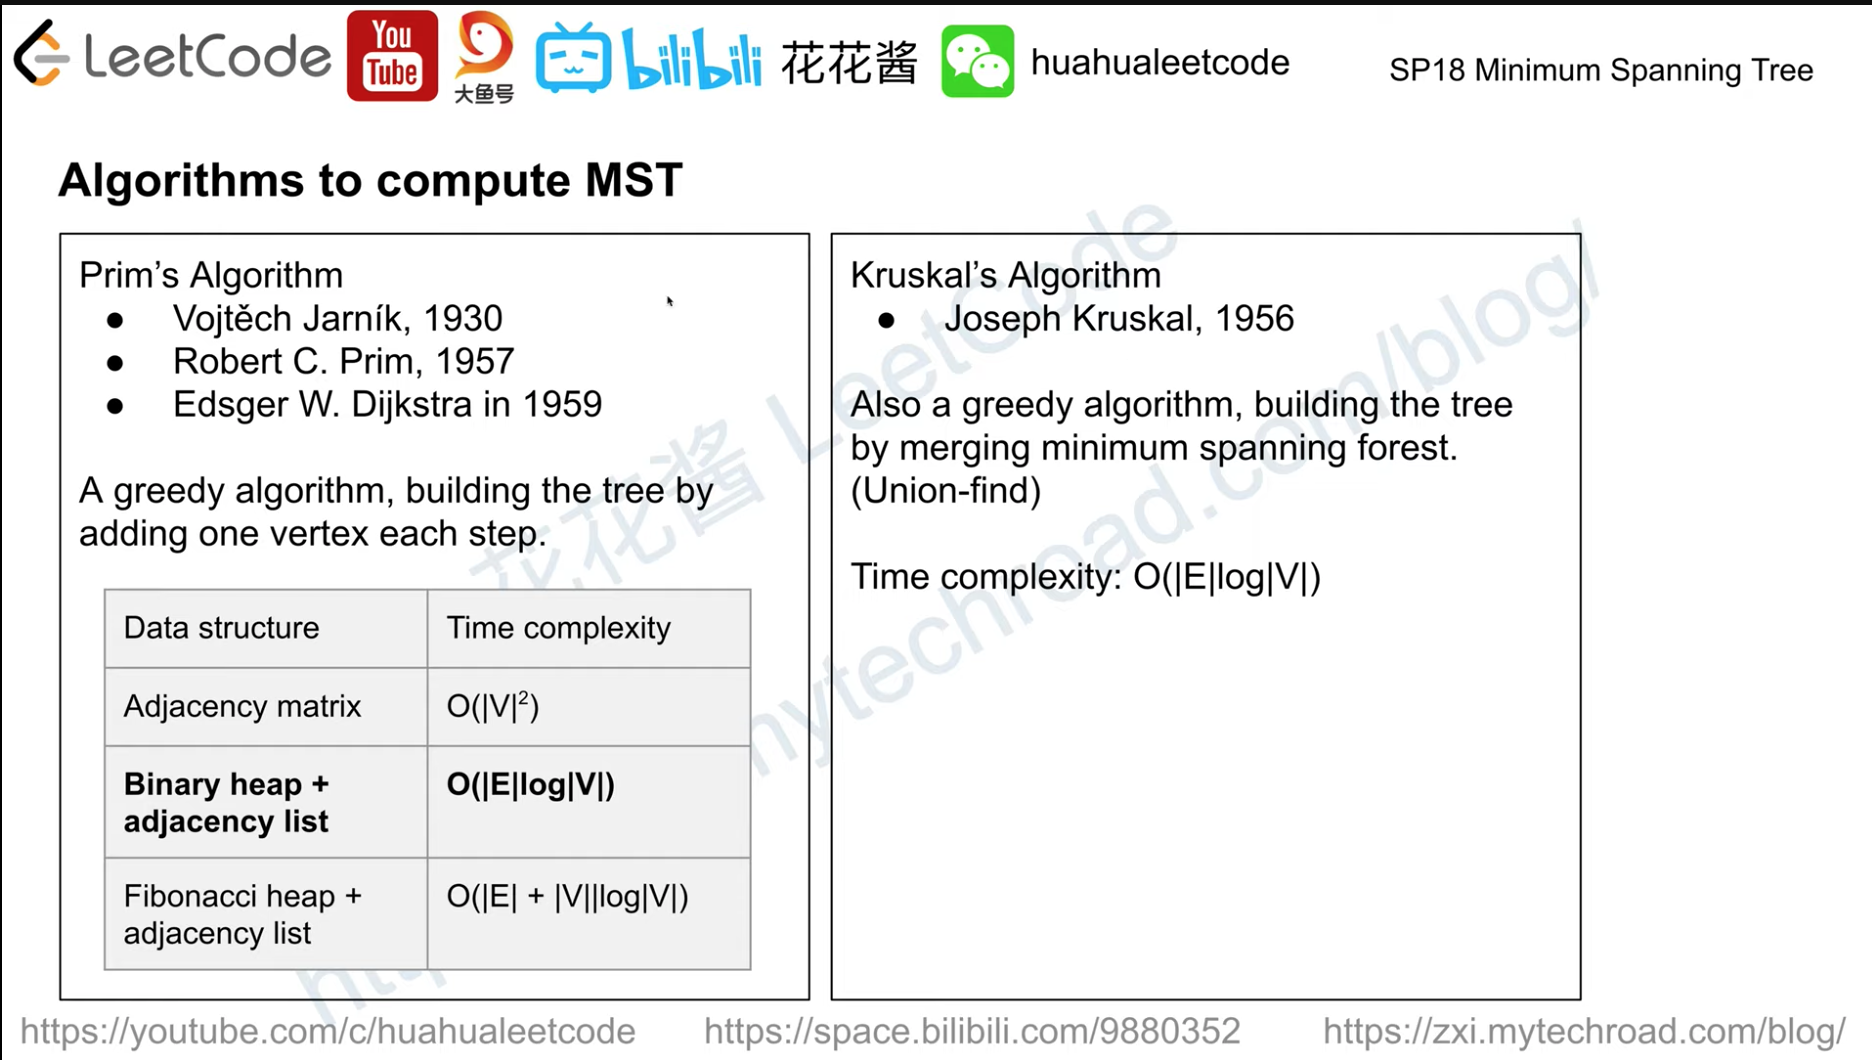 LeetCode You Tube 大鱼号 bilibili 花花酱 huahualeetcode SP18 Minimum Spanning Tree
Algorithms to compute MST
Prim’s Algorithm
● Vojtěch Jarník, 1930
● Robert C. Prim, 1957
● Edsger W. Dijkstra in 1959
A greedy algorithm, building the tree by
adding one vertex each step.
Data structure Time complexity
Adjacency matrix O(|V|²)
Binary heap + O(|E|log|V|)
adjacency list
Fibonacci heap + O(|E| + |V||log|V|)
adjacency list
Kruskal’s Algorithm
● Joseph Kruskal, 1956
Also a greedy algorithm, building the tree
by merging minimum spanning forest.
(Union-find)
Time complexity: O(|E|log|V|)
花花酱 LeetCode
mytechroad.com/blog/
https://youtube.com/c/huahualeetcode https://space.bilibili.com/9880352 https://zxi.mytechroad.com/blog/